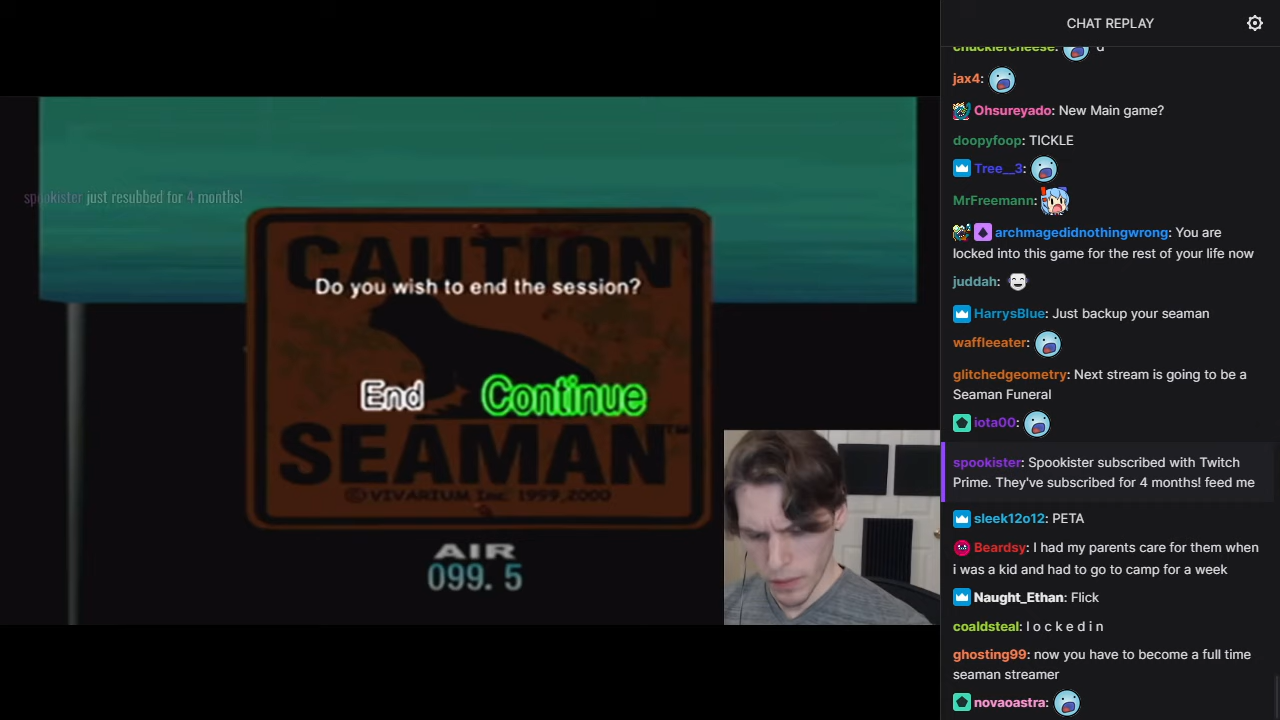 CHAT REPLAY
chucklercheese: d
jax4:
Ohsureyado: New Main game?
doopyfoop: TICKLE
Tree__3:
MrFreemann:
archmagedidnothingwrong: You are
locked into this game for the rest of your life now
juddah:
HarrysBlue: Just backup your seaman
waffleeater:
glitchedgeometry: Next stream is going to be a
Seaman Funeral
iota00:
spookister: Spookister subscribed with Twitch
Prime. They've subscribed for 4 months! feed me
sleek12o12: PETA
Beardsy: I had my parents care for them when
i was a kid and had to go to camp for a week
Naught_Ethan: Flick
coaldsteal: l o c k e d i n
ghosting99: now you have to become a full time
seaman streamer
novaoastra:
spookister just resubbed for 4 months!
CAUTION
Do you wish to end the session?
End Continue
SEAMAN™
© VIVARIUM Inc. 1999,2000
AIR
099. 5